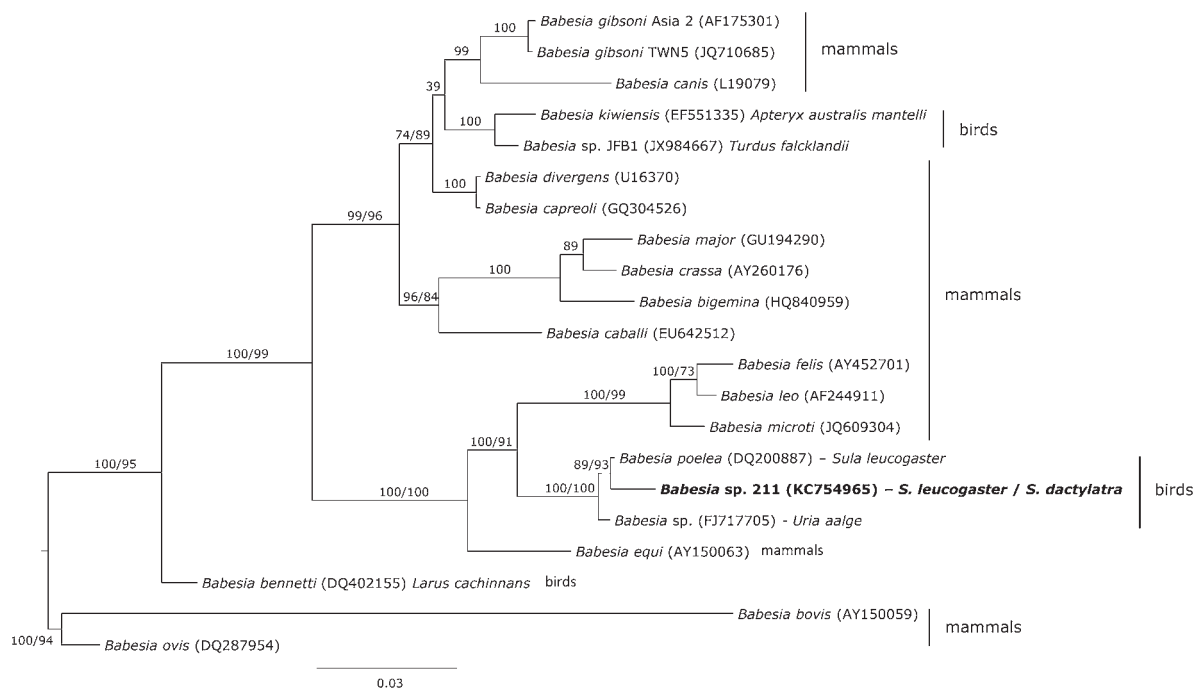 100
Babesia gibsoni Asia 2 (AF175301)
99
Babesia gibsoni TWN5 (JQ710685)
mammals
Babesia canis (L19079)
39
100
Babesia kiwiensis (EF551335) Apteryx australis mantelli
birds
74/89
Babesia sp. JFB1 (JX984667) Turdus falcklandii
100
Babesia divergens (U16370)
Babesia capreoli (GQ304526)
99/96
89
Babesia major (GU194290)
100
Babesia crassa (AY260176)
96/84
Babesia bigemina (HQ840959)
mammals
Babesia caballi (EU642512)
100/99
100/73
Babesia felis (AY452701)
100/99
Babesia leo (AF244911)
Babesia microti (JQ609304)
100/91
100/95
89/93
Babesia poelea (DQ200887) – Sula leucogaster
100/100
100/100
Babesia sp. 211 (KC754965) – S. leucogaster / S. dactylatra
birds
Babesia sp. (FJ717705) - Uria aalge
Babesia equi (AY150063) mammals
Babesia bennetti (DQ402155) Larus cachinnans birds
Babesia bovis (AY150059)
mammals
100/94
Babesia ovis (DQ287954)
0.03